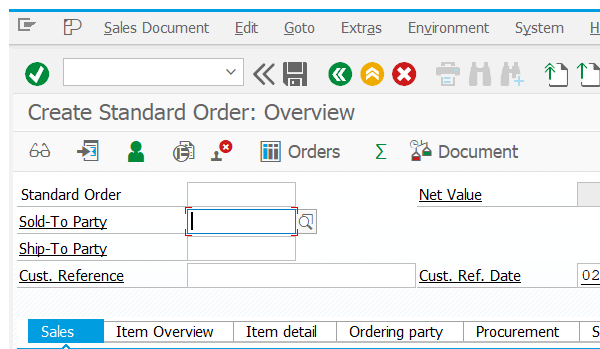 Sales Document Edit Goto Extras Environment System H
Create Standard Order: Overview
Orders Σ Document
Standard Order Net Value
Sold-To Party
Ship-To Party
Cust. Reference Cust. Ref. Date 02
Sales Item Overview Item detail Ordering party Procurement S